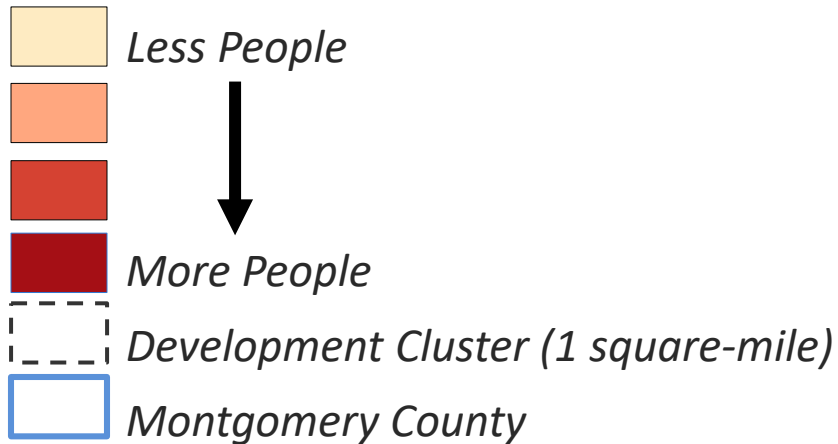 Less People
More People
Development Cluster (1 square-mile)
Montgomery County